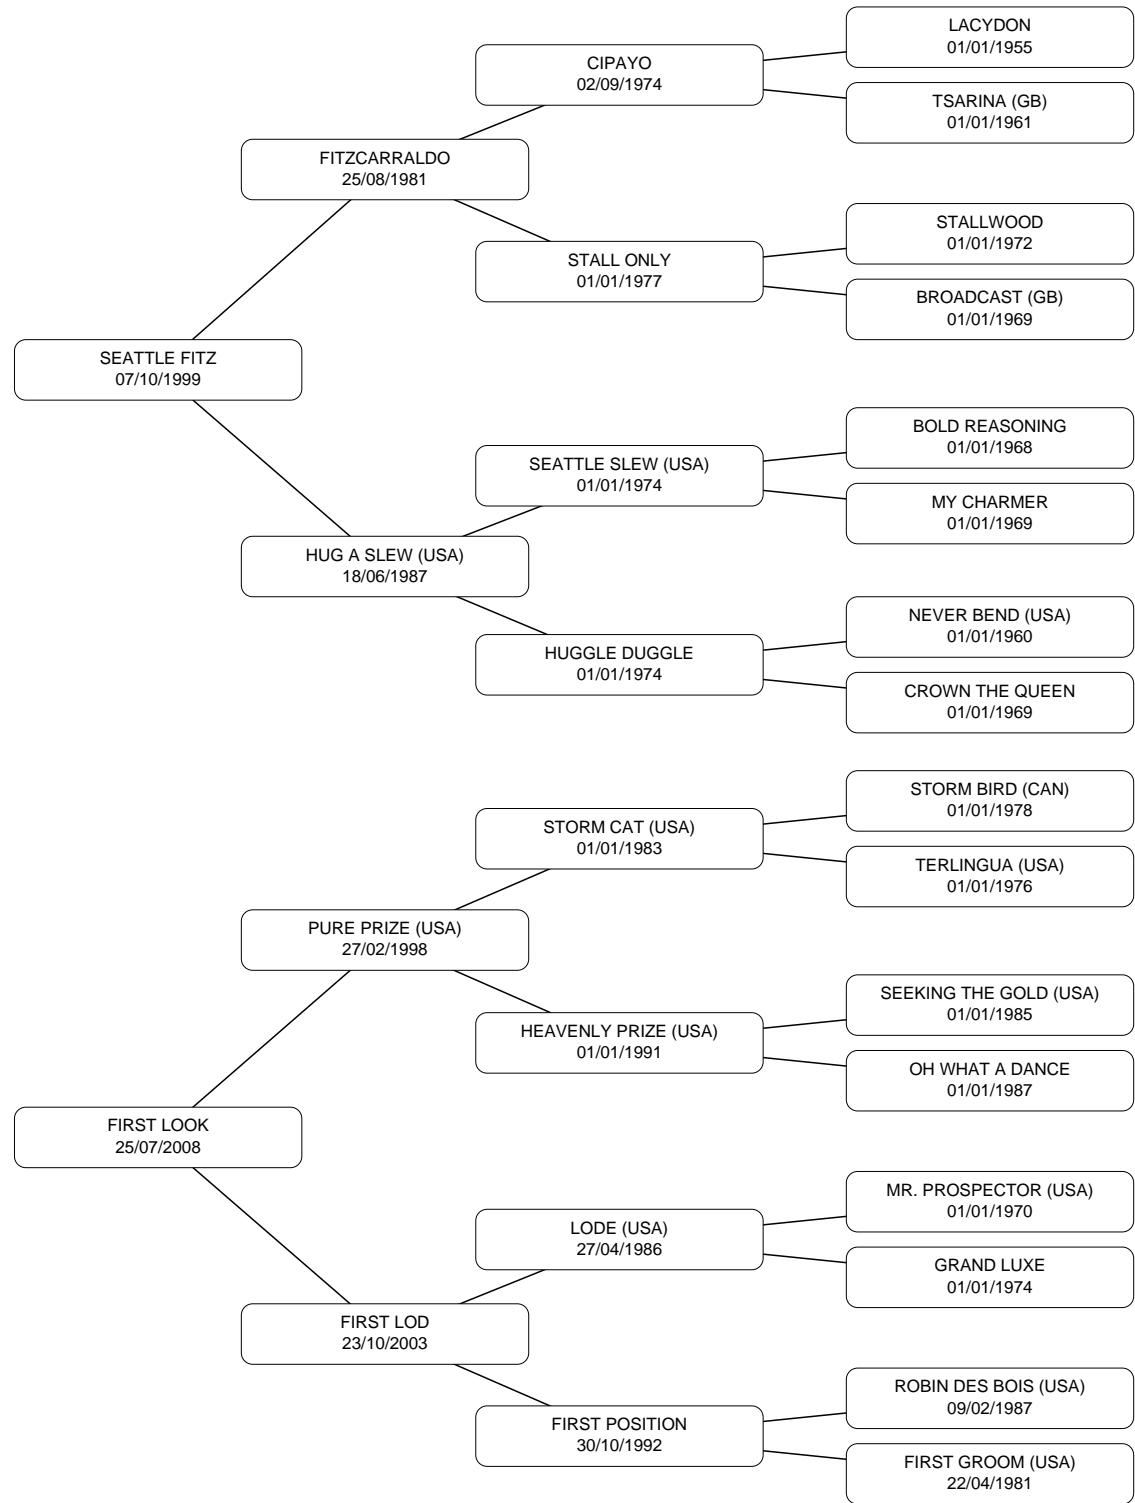 LACYDON
01/01/1955
CIPAYO
02/09/1974
TSARINA (GB)
01/01/1961
FITZCARRALDO
25/08/1981
STALLWOOD
01/01/1972
STALL ONLY
01/01/1977
BROADCAST (GB)
01/01/1969
SEATTLE FITZ
07/10/1999
BOLD REASONING
01/01/1968
SEATTLE SLEW (USA)
01/01/1974
MY CHARMER
01/01/1969
HUG A SLEW (USA)
18/06/1987
NEVER BEND (USA)
01/01/1960
HUGGLE DUGGLE
01/01/1974
CROWN THE QUEEN
01/01/1969
STORM BIRD (CAN)
01/01/1978
STORM CAT (USA)
01/01/1983
TERLINGUA (USA)
01/01/1976
PURE PRIZE (USA)
27/02/1998
SEEKING THE GOLD (USA)
01/01/1985
HEAVENLY PRIZE (USA)
01/01/1991
OH WHAT A DANCE
01/01/1987
FIRST LOOK
25/07/2008
MR. PROSPECTOR (USA)
01/01/1970
LODE (USA)
27/04/1986
GRAND LUXE
01/01/1974
FIRST LOD
23/10/2003
ROBIN DES BOIS (USA)
09/02/1987
FIRST POSITION
30/10/1992
FIRST GROOM (USA)
22/04/1981